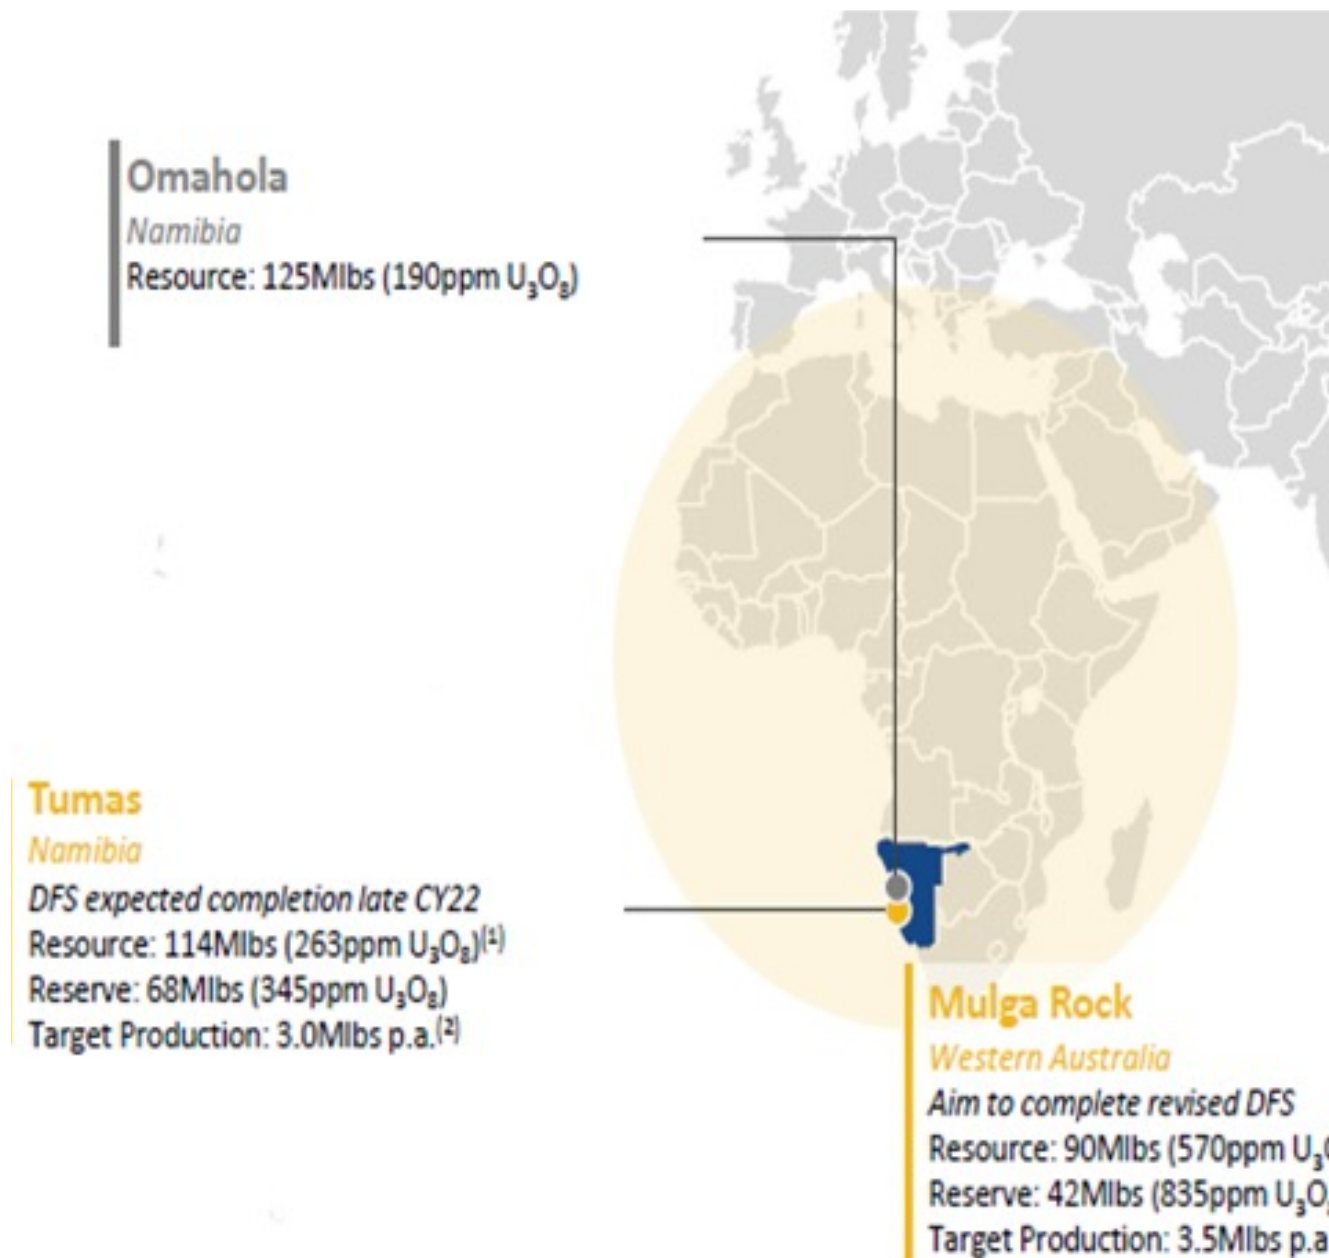 Omahola
Namibia
Resource: 125Mlbs (190ppm U₃O₈)
Tumas
Namibia
DFS expected completion late CY22
Resource: 114Mlbs (263ppm U₃O₈)⁽¹⁾
Reserve: 68Mlbs (345ppm U₃O₈)
Target Production: 3.0Mlbs p.a.⁽²⁾
Mulga Rock
Western Australia
Aim to complete revised DFS
Resource: 90Mlbs (570ppm
Reserve: 42Mlbs (835ppm
Target Production: 3.5Mlbs p.a.